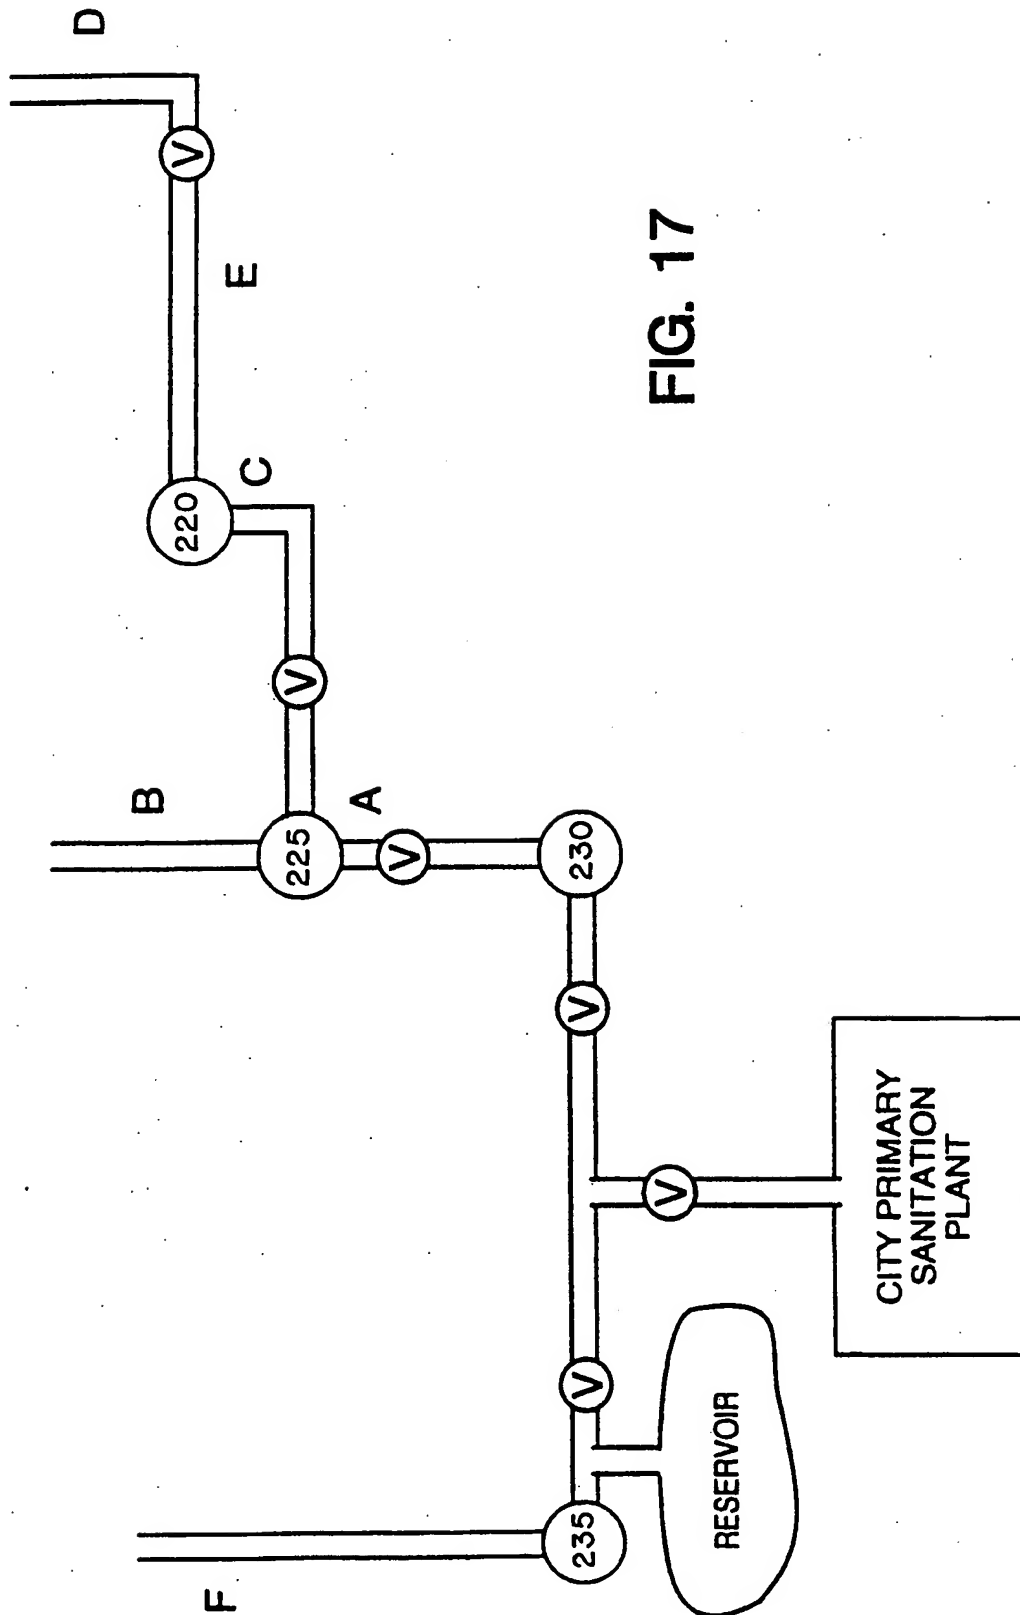 D
B
220
V
F
E
C
225
V
A
V
235
V
V
230
V
FIG. 17
RESERVOIR
CITY PRIMARY
SANITATION
PLANT